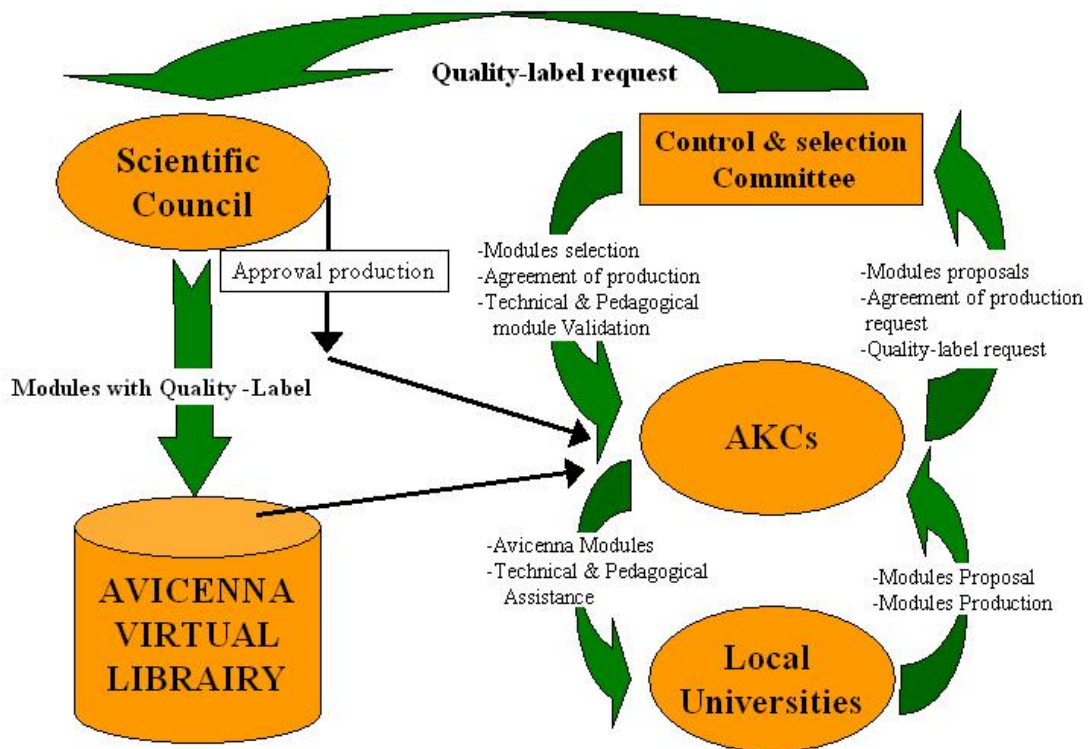 Quality-label request
Scientific
Council
Control & selection
Committee
Approval production
-Modules selection
-Agreement of production
-Technical & Pedagogical
module Validation
-Modules proposals
-Agreement of production
request
-Quality-label request
Modules with Quality -Label
AKCs
-Avicenna Modules
-Technical & Pedagogical
Assistance
-Modules Proposal
-Modules Production
AVICENNA
VIRTUAL
LIBRAIRY
Local
Universities